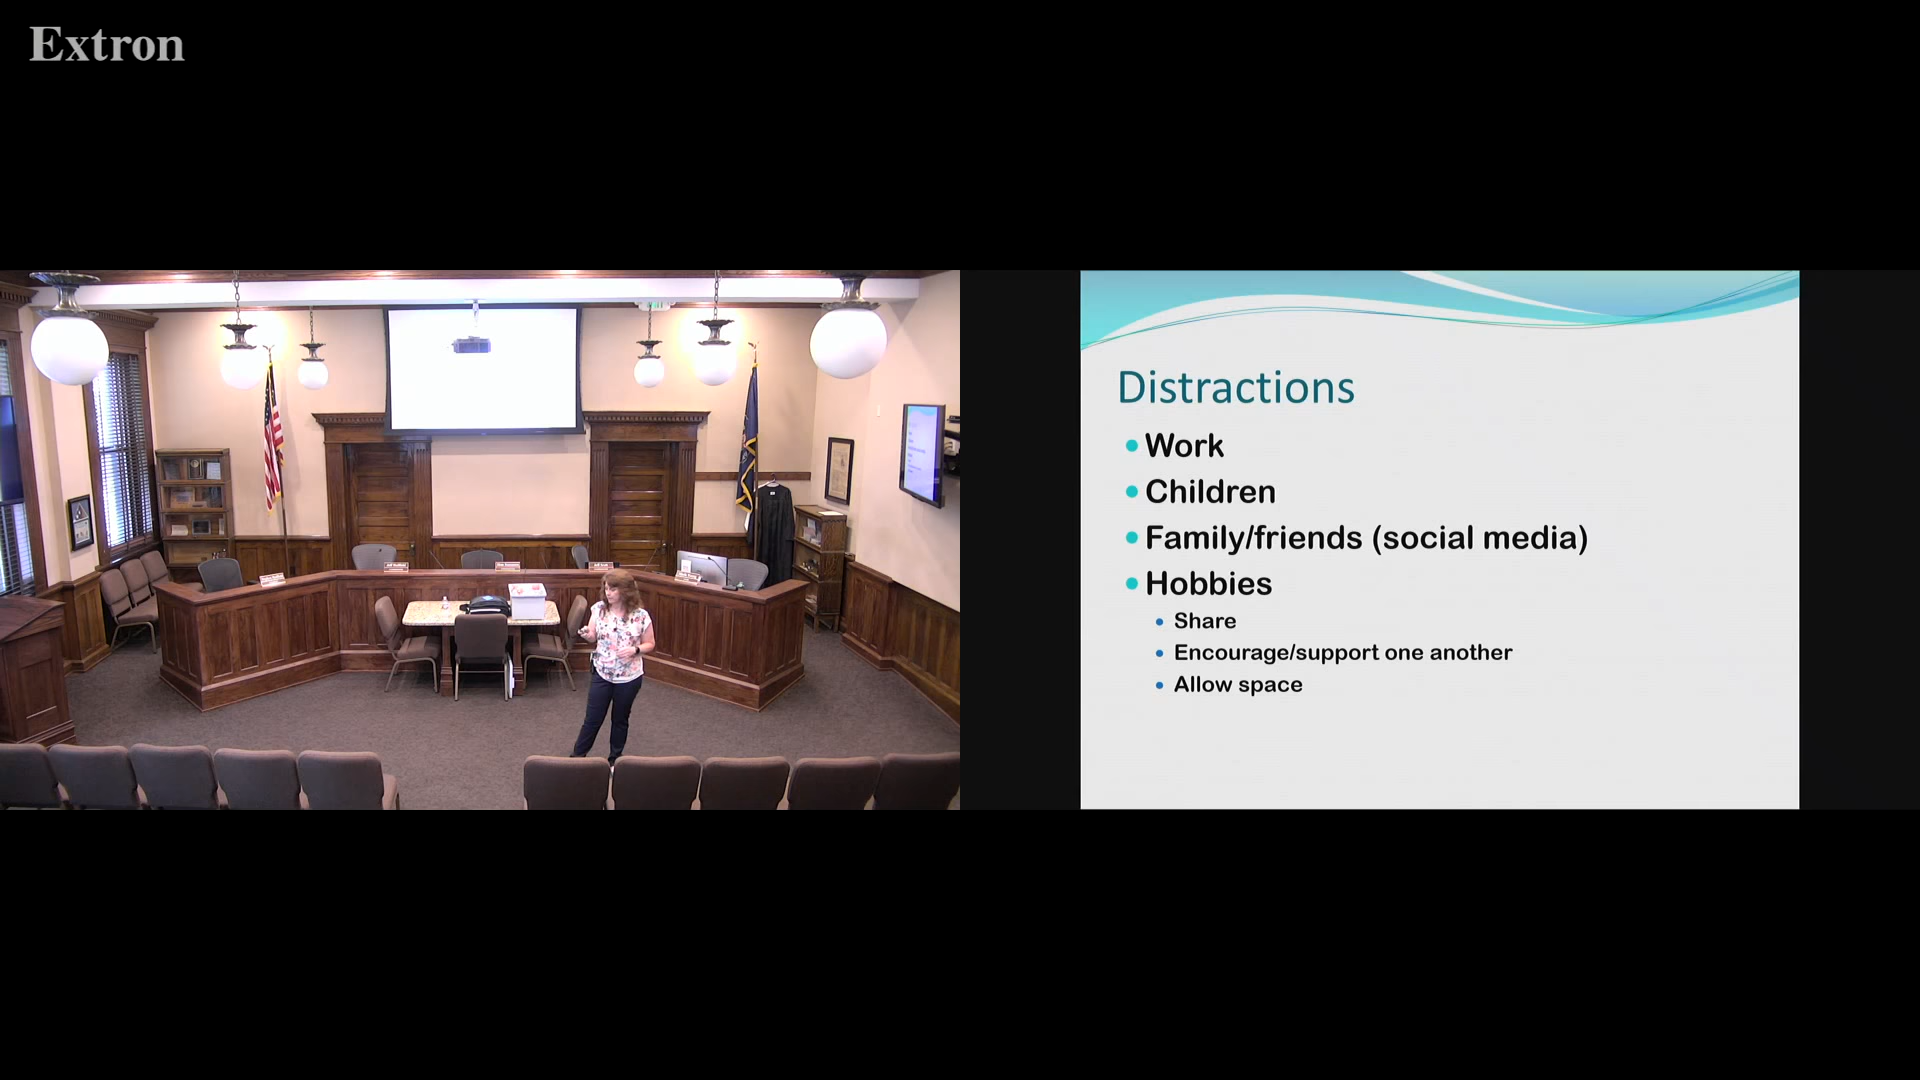 Extron
Distractions
Work
Children
Family/friends (social media)
Hobbies
Share
Encourage/support one another
Allow space